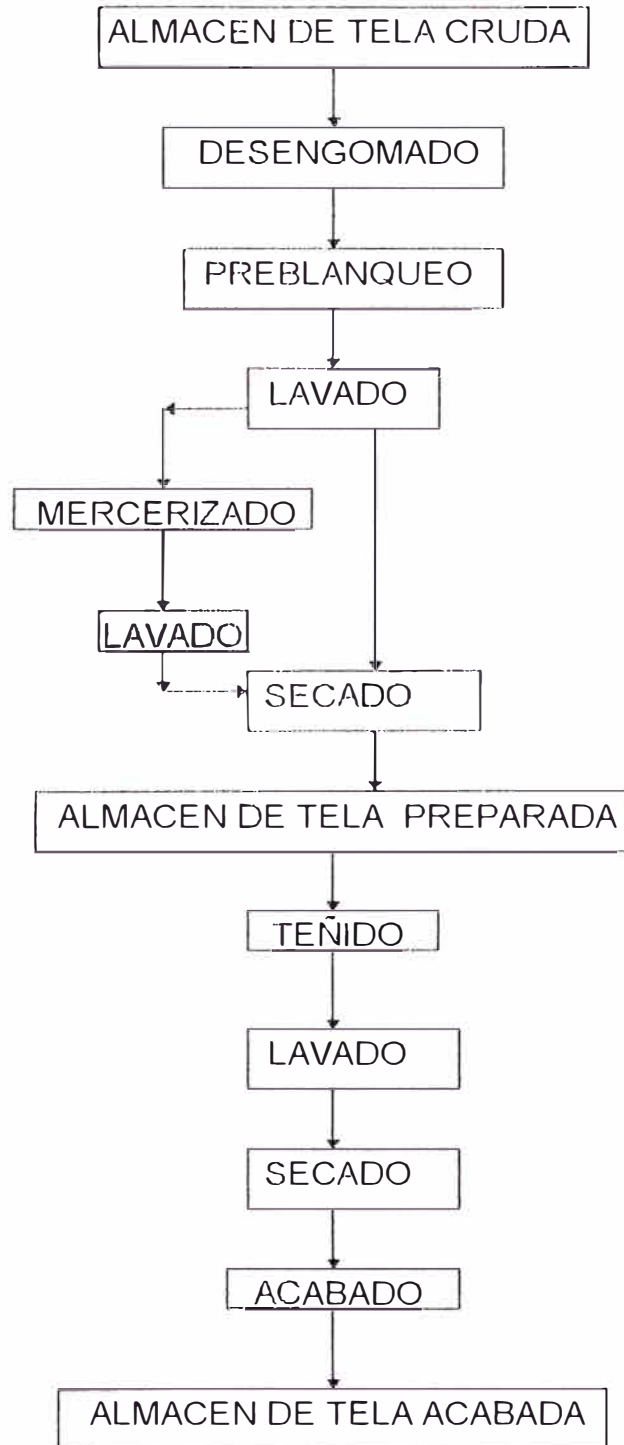 ALMACEN DE TELA CRUDA
DESENGOMADO
PREBLANQUEO
LAVADO
MERCERIZADO
LAVADO
SECADO
ALMACEN DE TELA PREPARADA
TEÑIDO
LAVADO
SECADO
ACABADO
ALMACEN DE TELA ACABADA